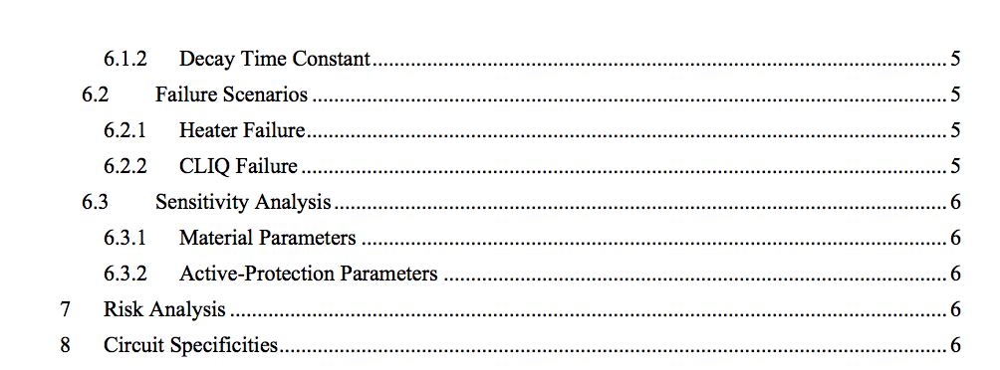 6.1.2 Decay Time Constant 5
6.2 Failure Scenarios 5
6.2.1 Heater Failure 5
6.2.2 CLIQ Failure 5
6.3 Sensitivity Analysis 6
6.3.1 Material Parameters 6
6.3.2 Active-Protection Parameters 6
7 Risk Analysis 6
8 Circuit Specificities 6